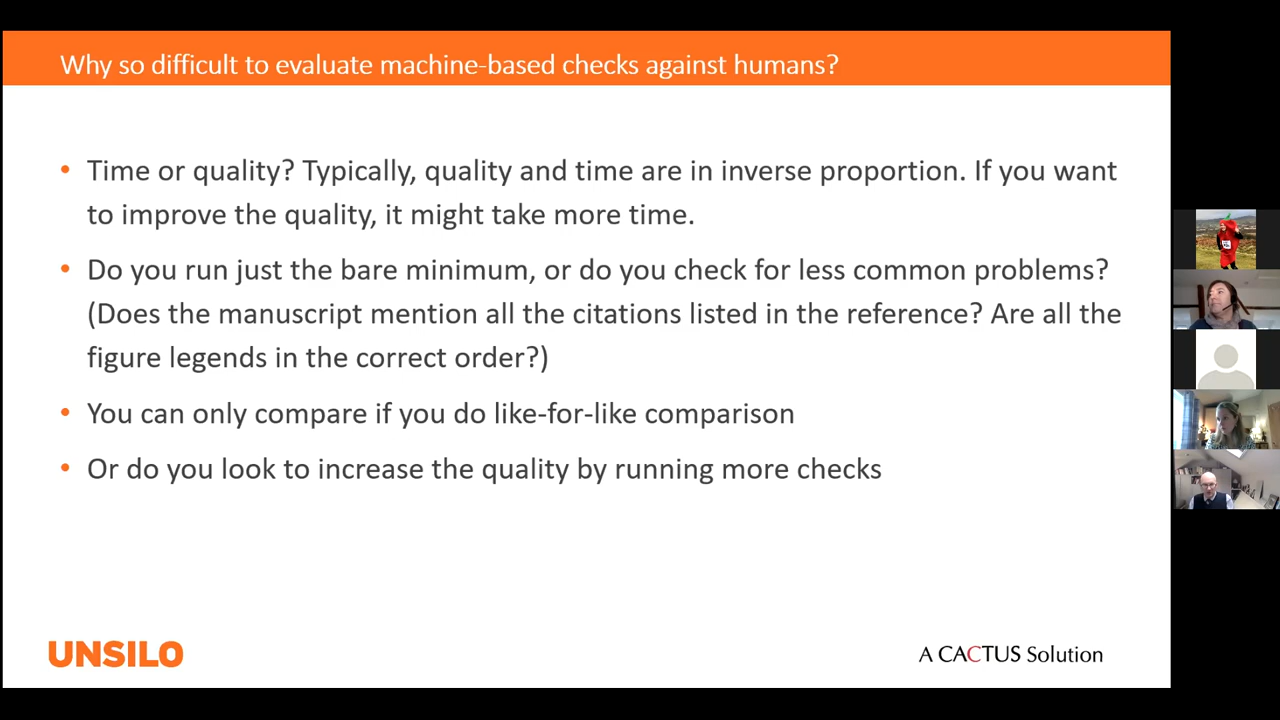 Why so difficult to evaluate machine-based checks against humans?
• Time or quality? Typically, quality and time are in inverse proportion. If you want
to improve the quality, it might take more time.
• Do you run just the bare minimum, or do you check for less common problems?
(Does the manuscript mention all the citations listed in the reference? Are all the
figure legends in the correct order?)
• You can only compare if you do like-for-like comparison
• Or do you look to increase the quality by running more checks
UNSILO
A CACTUS Solution